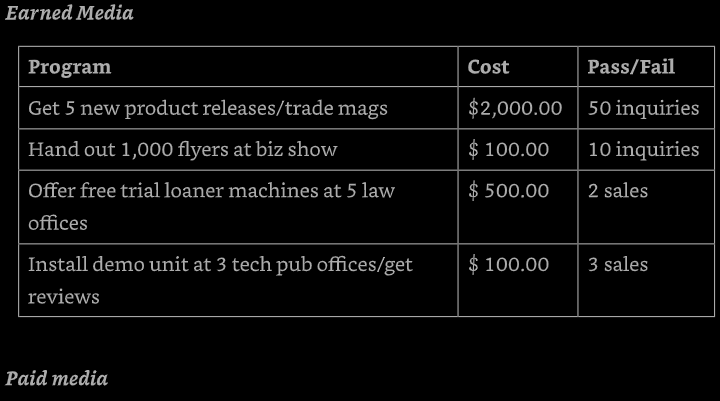 Earned Media
Program Cost Pass/Fail
Get 5 new product releases/trade mags $2,000.00 50 inquiries
Hand out 1,000 flyers at biz show $ 100.00 10 inquiries
Offer free trial loaner machines at 5 law $ 500.00 2 sales
offices
Install demo unit at 3 tech pub offices/get $ 100.00 3 sales
reviews
Paid media